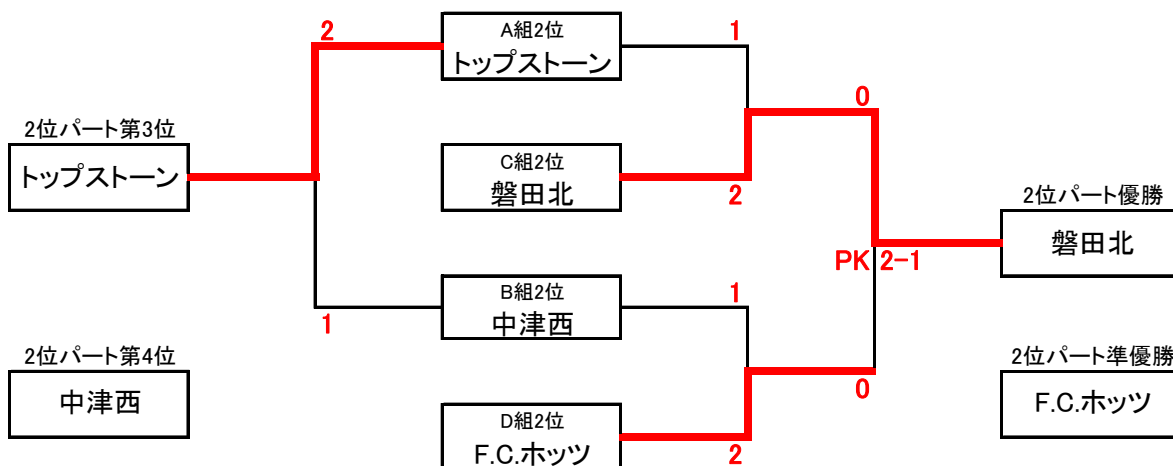 2
A組2位
トップストーン
1
0
2位パート第3位
トップストーン
C組2位
磐田北
2
2位パート優勝
磐田北
PK 2-1
B組2位
中津西
1
1
2位パート第4位
中津西
0
2位パート準優勝
F.C.ホッツ
D組2位
F.C.ホッツ
2